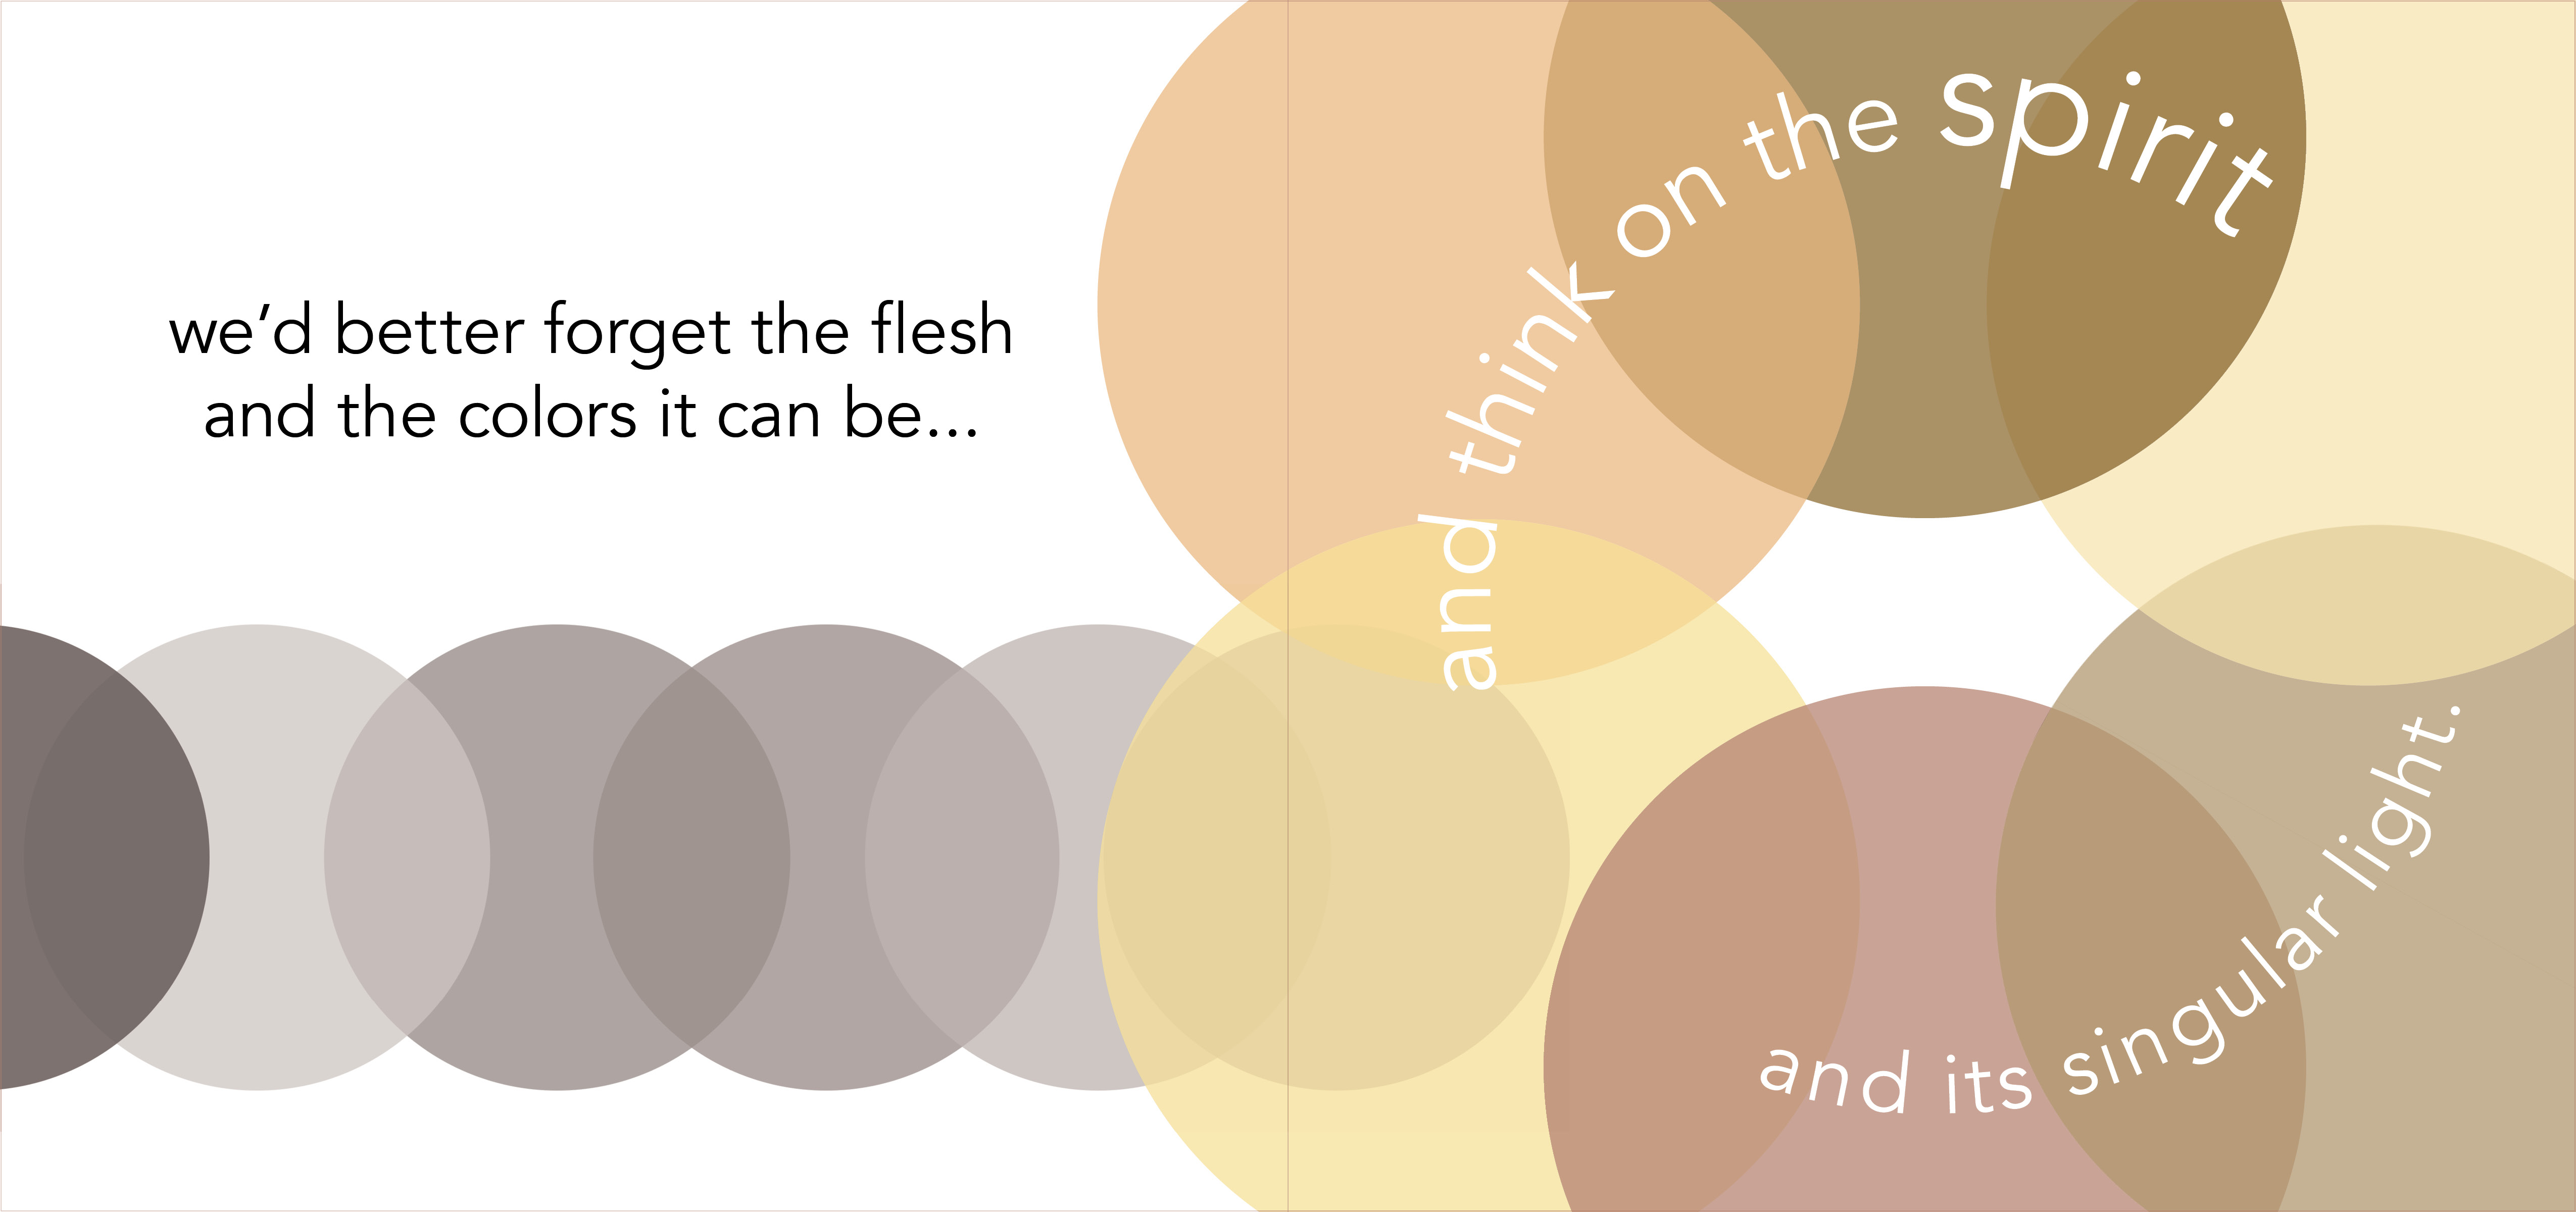 we’d better forget the flesh
and the colors it can be...
and think on the spirit
and its singular light.